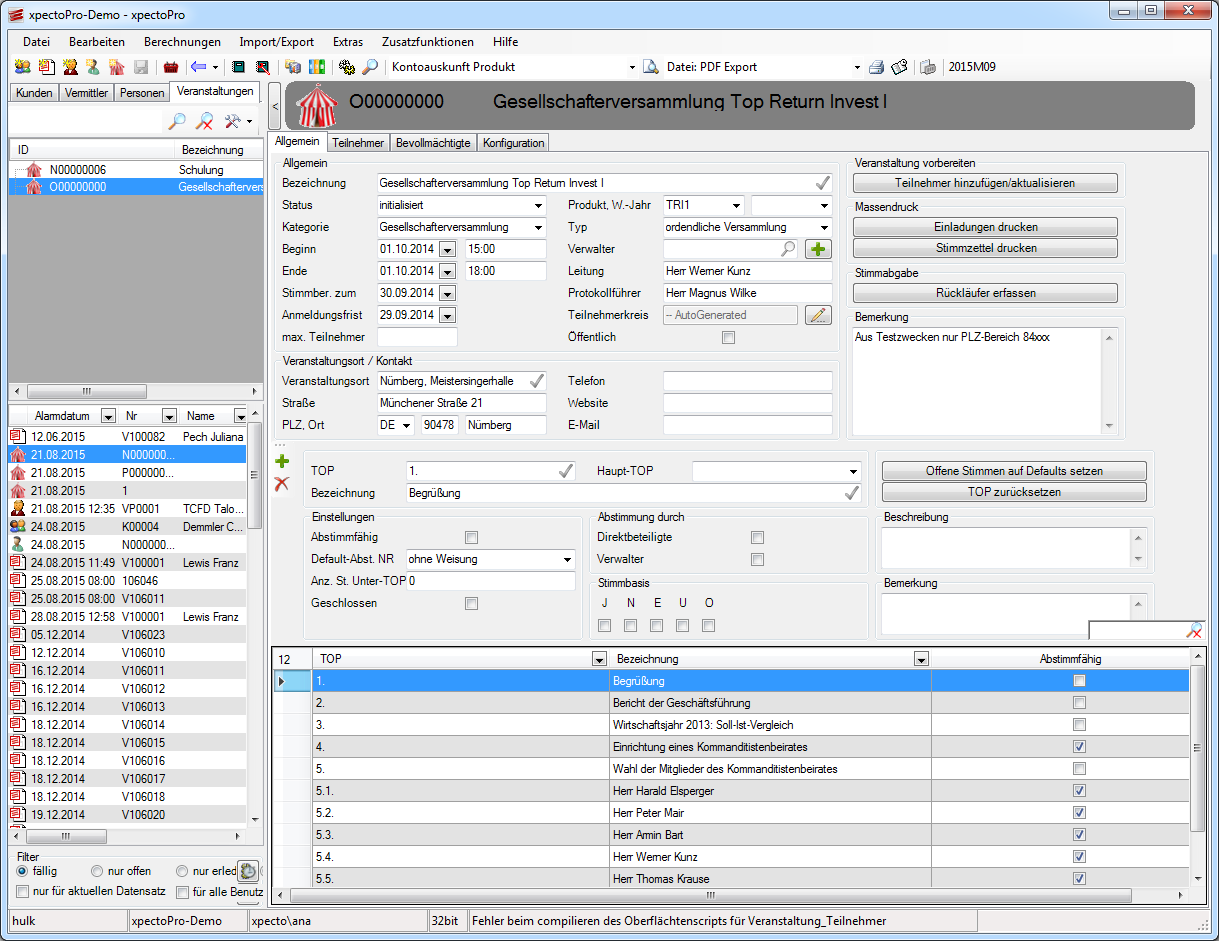 xpectoPro-Demo - xpectoPro
Datei Bearbeiten Berechnungen Import/Export Extras Zusatzfunktionen Hilfe
Kontoauskunft Produkt Datei: PDF Export 2015M09
Kunden Vermittler Personen Veranstaltungen
ID Bezeichnung
N00000006 Schulung
O00000000 Gesellschaftervers
Alarmdatum Nr Name
12.06.2015 V100082 Pech Juliana
21.08.2015 N000000...
21.08.2015 P000000...
21.08.2015 1
21.08.2015 12:35 VP0001 TCFD Talo...
24.08.2015 K00004 Demmler C...
24.08.2015 N000000...
24.08.2015 11:49 V100001 Lewis Franz
25.08.2015 08:00 106046
25.08.2015 08:00 V106011
28.08.2015 12:58 V100001 Lewis Franz
05.12.2014 V106023
12.12.2014 V106010
16.12.2014 V106011
16.12.2014 V106012
16.12.2014 V106013
18.12.2014 V106014
18.12.2014 V106015
18.12.2014 V106016
18.12.2014 V106017
18.12.2014 V106018
19.12.2014 V106020
Filter
fällig nur offen nur erled
nur für aktuellen Datensatz für alle Benutz
<
O00000000 Gesellschafterversammlung Top Return Invest I
Allgemein Teilnehmer Bevollmächtigte Konfiguration
Allgemein
Bezeichnung Gesellschafterversammlung Top Return Invest I
Status initialisiert Produkt, W.-Jahr TRI1
Kategorie Gesellschafterversammlung Typ ordendliche Versammlung
Beginn 01.10.2014 15:00 Verwalter
Ende 01.10.2014 18:00 Leitung Herr Werner Kunz
Stimmber. zum 30.09.2014 Protokollführer Herr Magnus Wilke
Anmeldungsfrist 29.09.2014 Teilnehmerkreis -- AutoGenerated
max. Teilnehmer Öffentlich
Veranstaltungsort / Kontakt
Veranstaltungsort Nürnberg, Meistersingerhalle Telefon
Straße Münchener Straße 21 Website
PLZ, Ort DE 90478 Nürnberg E-Mail
Veranstaltung vorbereiten
Teilnehmer hinzufügen/aktualisieren
Massendruck
Einladungen drucken
Stimmzettel drucken
Stimmabgabe
Rückläufer erfassen
Bemerkung
Aus Testzwecken nur PLZ-Bereich 84xxx
TOP 1. Haupt-TOP
Bezeichnung Begrüßung
Offene Stimmen auf Defaults setzen
TOP zurücksetzen
Einstellungen
Abstimmfähig
Default-Abst. NR ohne Weisung
Anz. St. Unter-TOP 0
Geschlossen
Abstimmung durch
Direktbeteiligte
Verwalter
Stimmbasis
J N E U O
Beschreibung
Bemerkung
12 TOP Bezeichnung Abstimmfähig
1. Begrüßung
2. Bericht der Geschäftsführung
3. Wirtschaftsjahr 2013: Soll-Ist-Vergleich
4. Einrichtung eines Kommanditistenbeirates
5. Wahl der Mitglieder des Kommanditistenbeirates
5.1. Herr Harald Elsperger
5.2. Herr Peter Mair
5.3. Herr Armin Bart
5.4. Herr Werner Kunz
5.5. Herr Thomas Krause
hulk xpectoPro-Demo xpecto\ana 32bit Fehler beim compilieren des Oberflächtenscripts für Veranstaltung_Teilnehmer